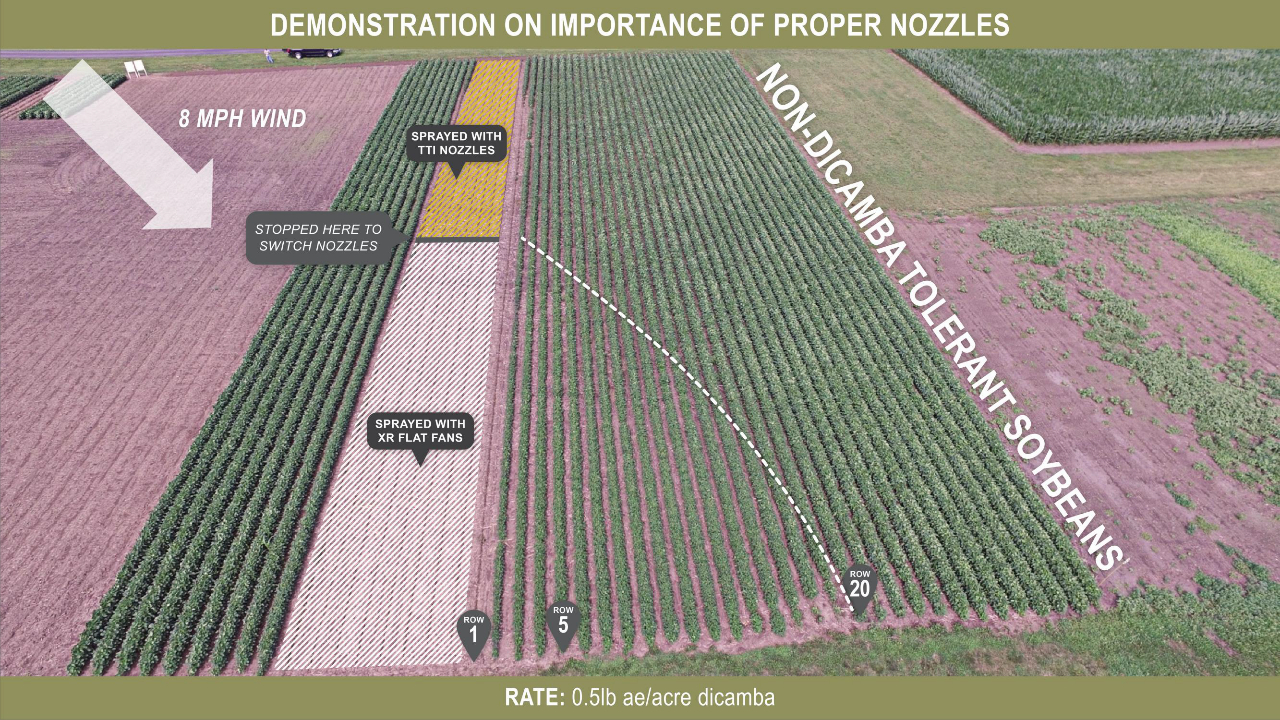 DEMONSTRATION ON IMPORTANCE OF PROPER NOZZLES
8 MPH WIND
SPRAYED WITH
TTI NOZZLES
NON-DICAMBA TOLERANT SOYBEANS
STOPPED HERE TO
SWITCH NOZZLES
SPRAYED WITH
XR FLAT FANS
ROW
1
ROW
5
ROW
20
RATE: 0.5lb ae/acre dicamba